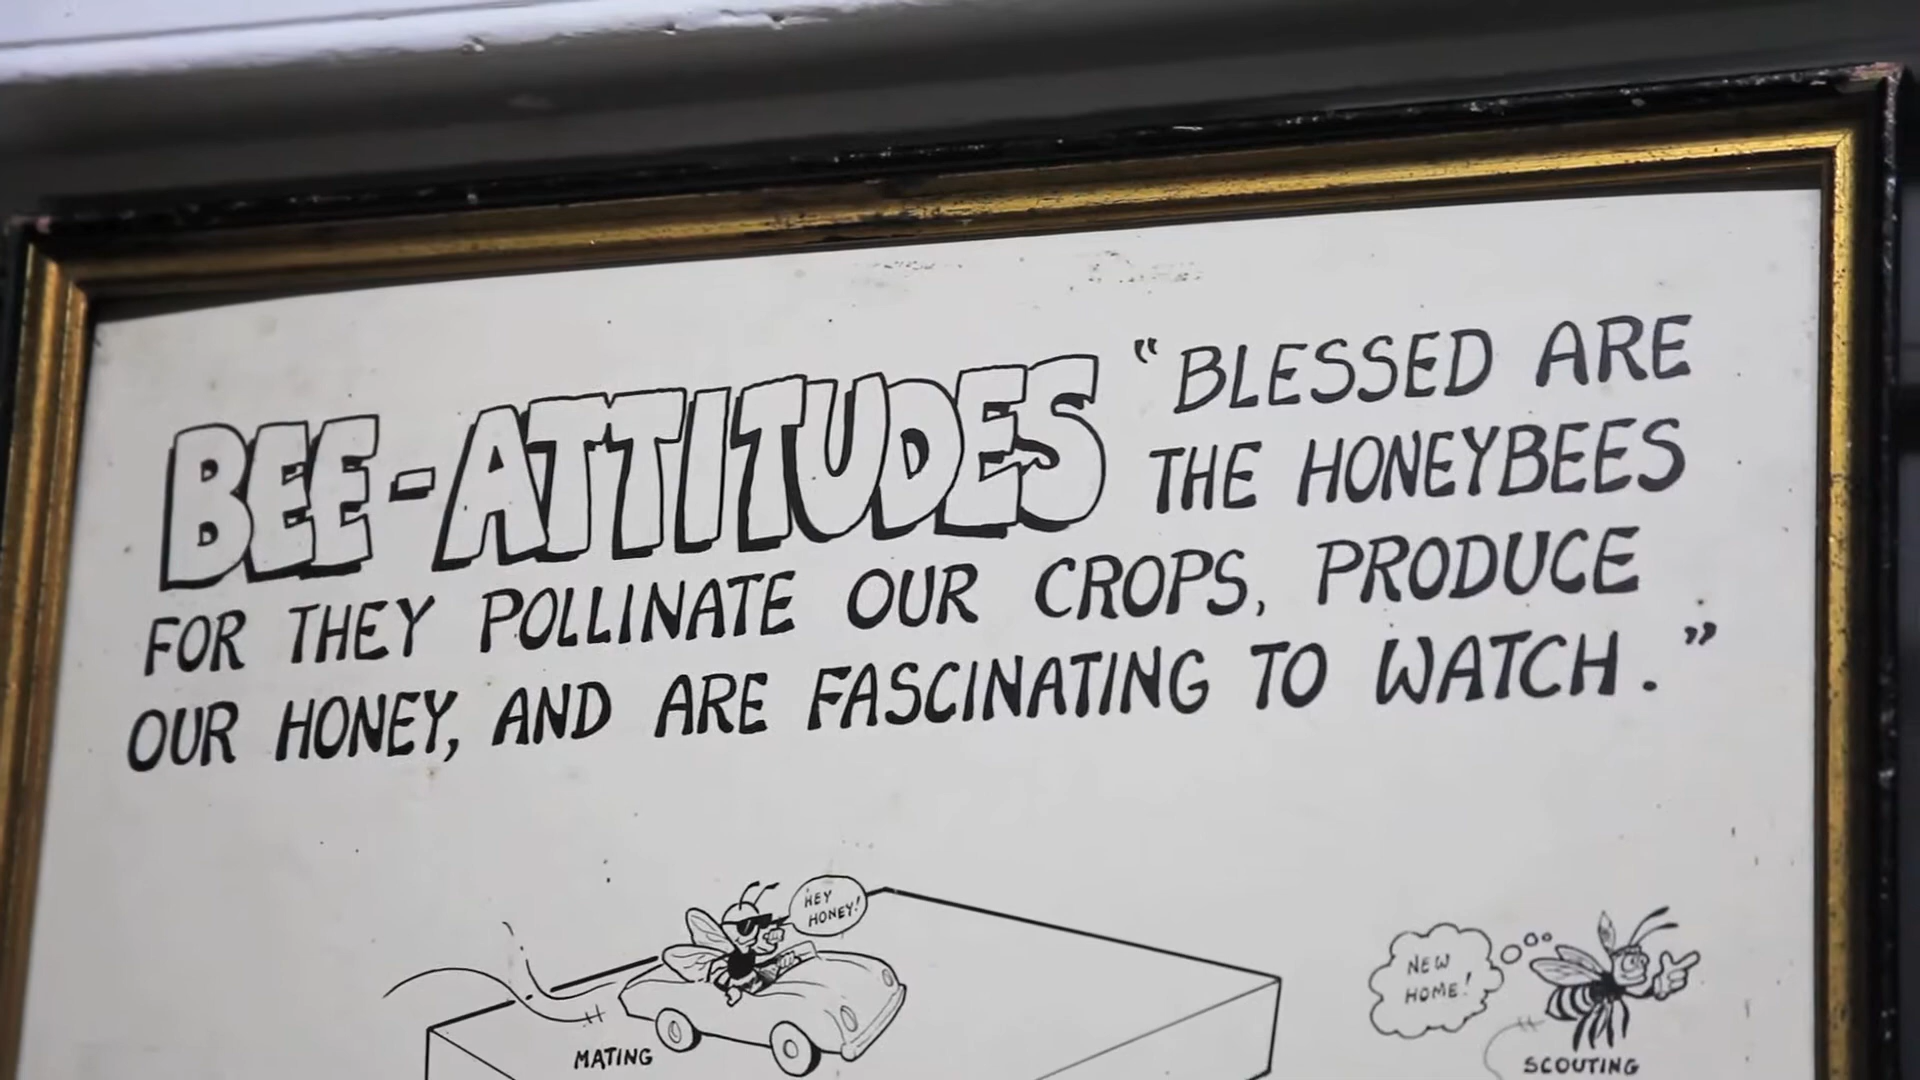 BEE-ATTITUDES "BLESSED ARE
THE HONEYBEES
FOR THEY POLLINATE OUR CROPS, PRODUCE
OUR HONEY, AND ARE FASCINATING TO WATCH."
HEY
HONEY!
MATING
NEW
HOME!
SCOUTING